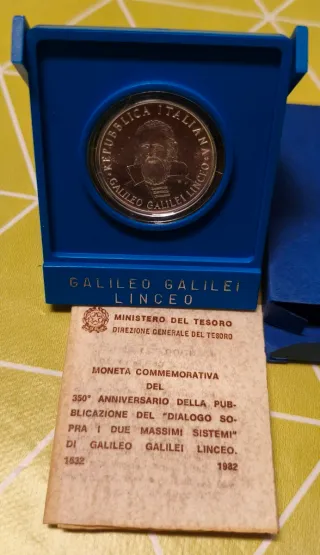 REPUBBLICA ITALIANA
GALILEO GALILEI LINCEO
GALILEO GALILEI
LINCEO
MINISTERO DEL TESORO
DIREZIONE GENERALE DEL TESORO
MONETA COMMEMORATIVA
DEL
350° ANNIVERSARIO DELLA PUB-
BLICAZIONE DEL "DIALOGO SO-
PRA I DUE MASSIMI SISTEMI"
DI GALILEO GALILEI LINCEO.
1632 1982